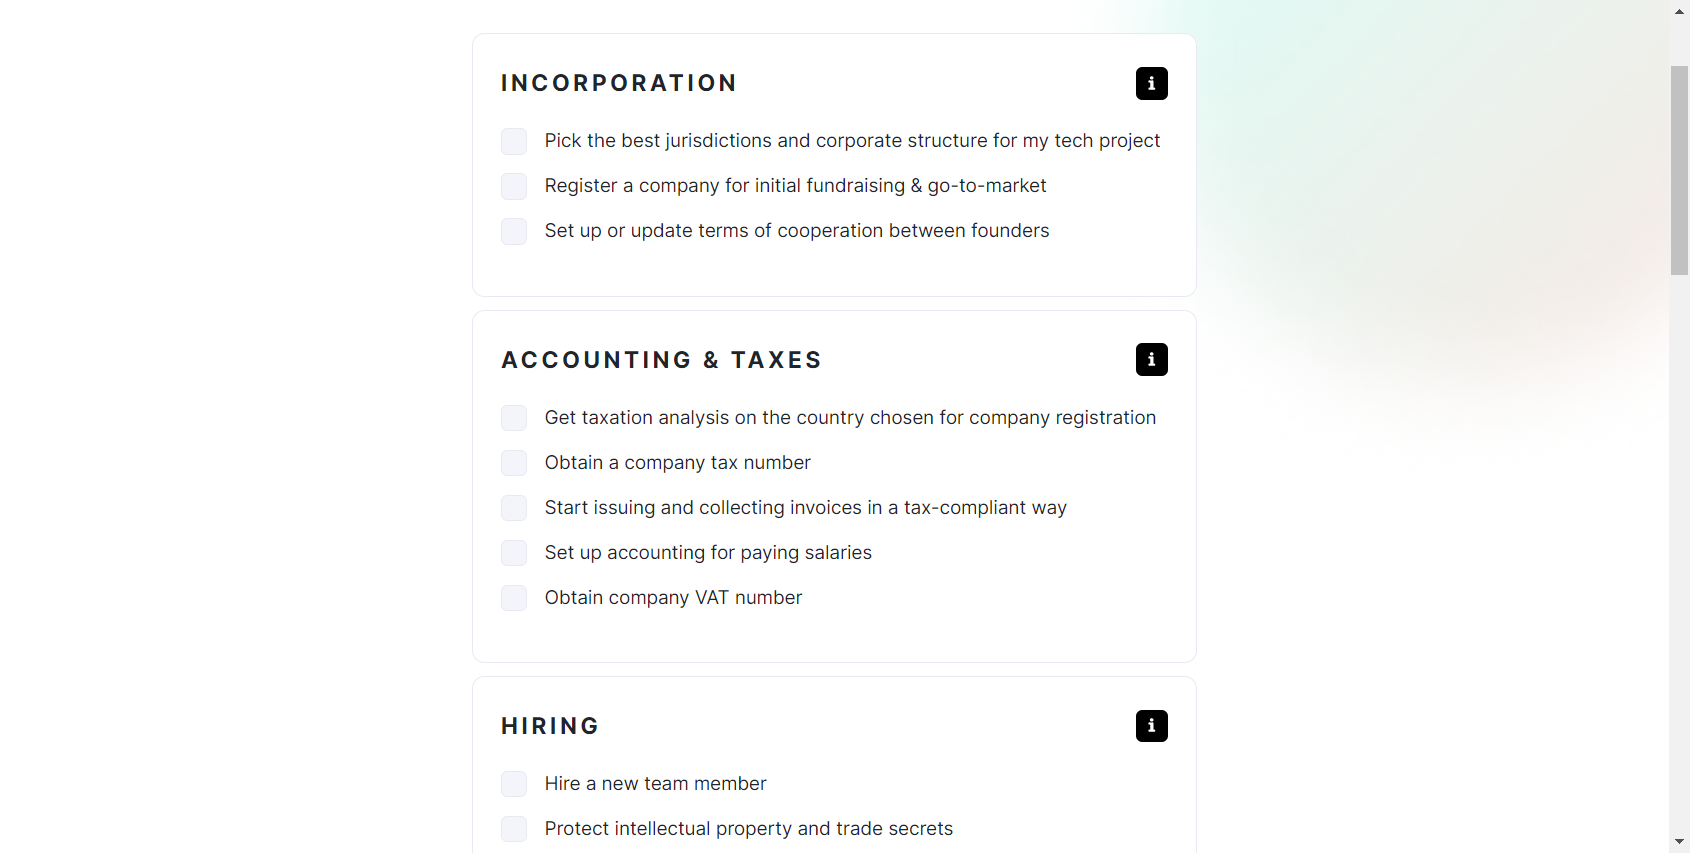 INCORPORATION
Pick the best jurisdictions and corporate structure for my tech project
Register a company for initial fundraising & go-to-market
Set up or update terms of cooperation between founders
ACCOUNTING & TAXES
Get taxation analysis on the country chosen for company registration
Obtain a company tax number
Start issuing and collecting invoices in a tax-compliant way
Set up accounting for paying salaries
Obtain company VAT number
HIRING
Hire a new team member
Protect intellectual property and trade secrets